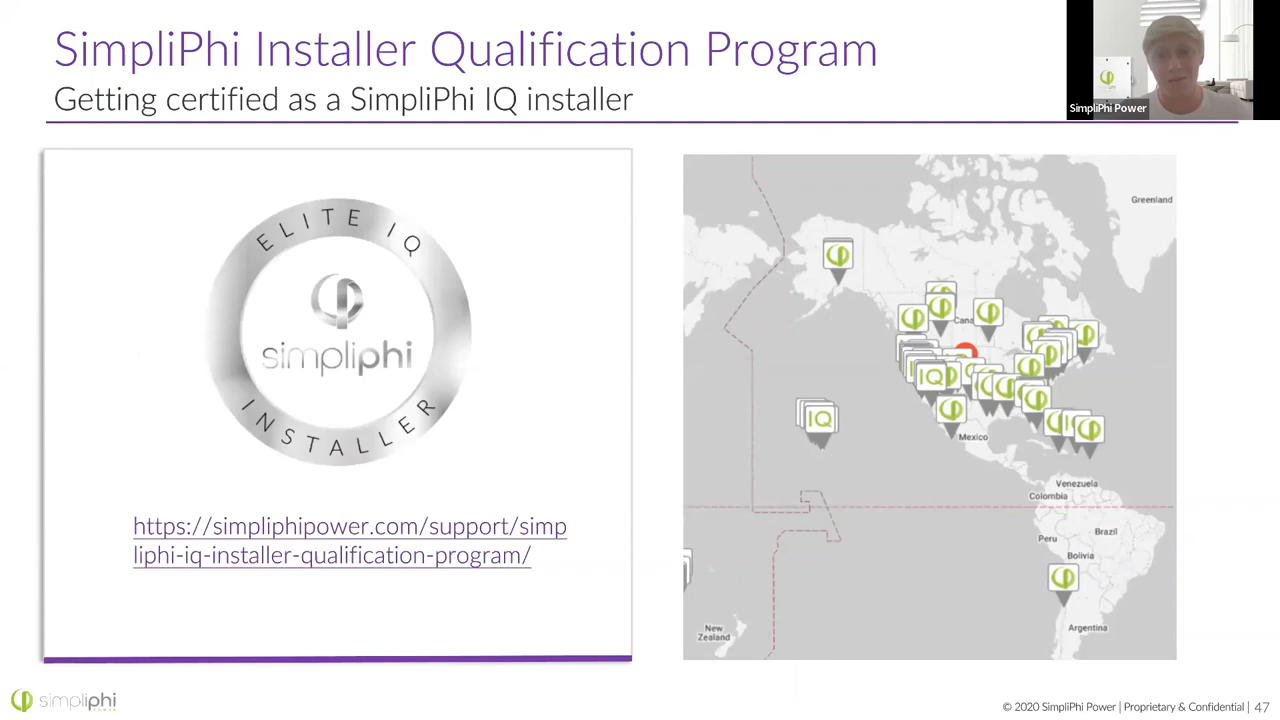 SimpliPhi Installer Qualification Program
Getting certified as a SimpliPhi IQ installer
SimpliPhi Power
ELITE IQ
simpliphi
INSTALLER
https://simpliphipower.com/support/simp
liphi-iq-installer-qualification-program/
Greenland
Cana
IQ
IQ
Mexico
Venezuela
Colombia
Brazil
Peru
Bolivia
New
Zealand
Argentina
simpliphi
POWER
© 2020 SimpliPhi Power | Proprietary & Confidential | 47